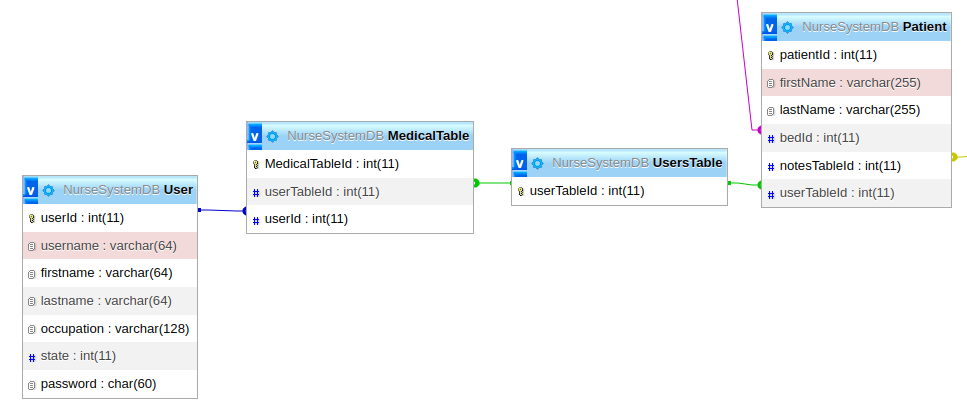 NurseSystemDB User
userId : int(11)
username : varchar(64)
firstname : varchar(64)
lastname : varchar(64)
occupation : varchar(128)
state : int(11)
password : char(60)
NurseSystemDB MedicalTable
MedicalTableId : int(11)
userTableId : int(11)
userId : int(11)
NurseSystemDB UsersTable
userTableId : int(11)
NurseSystemDB Patient
patientId : int(11)
firstName : varchar(255)
lastName : varchar(255)
bedId : int(11)
notesTableId : int(11)
userTableId : int(11)